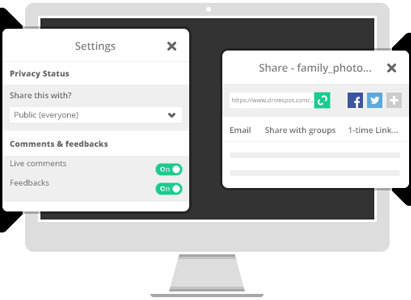 Settings
Privacy Status
Share this with?
Public (everyone)
Comments & feedbacks
Live comments
On
Feedbacks
On
Share - family_photo...
https://www.drivespot.com/...
Email Share with groups 1-time Link...